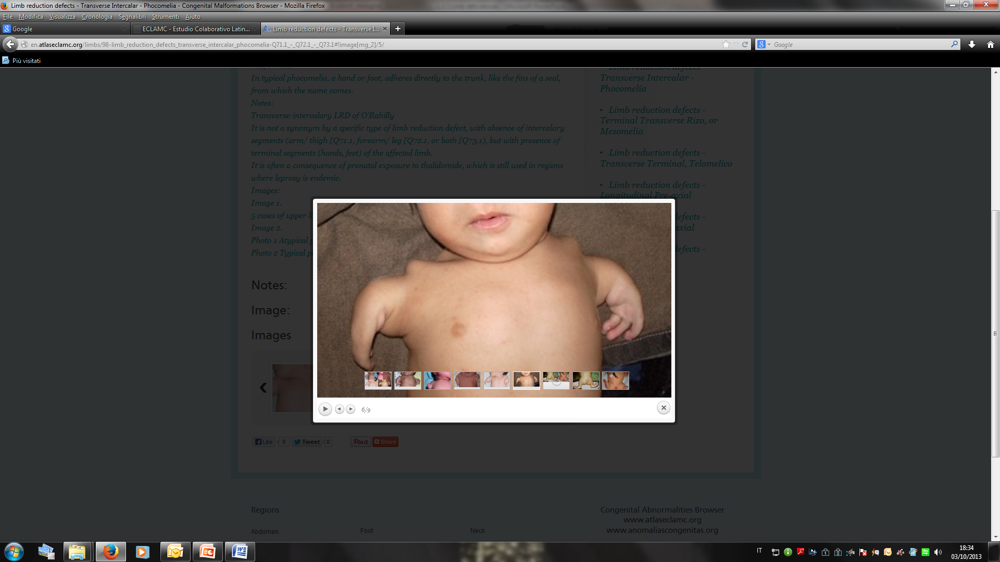 Limb reduction defects - Transverse Intercalar - Phocomelia - Congenital Malformations Browser - Mozilla Firefox
File Modifica Visualizza Cronologia Segnalibri Strumenti Aiuto
Google ECLAMC - Estudio Colaborativo Latin... Limb reduction defects - Transverse I...
en.atlaseclamc.org/limbs/98-limb_reduction_defects_transverse_intercalar_phocomelia-Q71.1_-_Q72.1_-_Q73.1#!image[mg_2]/5/
Google
Più visitati
In typical phocomelia, a hand or foot, adheres directly to the trunk, like the fins of a seal,
from which the name comes.
Notes:
Transverse-intercalary LRD of O'Rahilly
It is not a synonym by a specific type of limb reduction defect, with absence of intercalary
segments (arm/ thigh [Q71.1, forearm/ leg [Q72.1, or both [Q73.1), but with presence of
terminal segments (hands, feet) of the affected limb.
It is often a consequence of prenatal exposure to thalidomide, which is still used in regions
where leprosy is endemic.
Images:
Image 1.
5 cases of upper
Image 2.
Photo 1 Atypical
Photo 2 Typical
Notes:
Image:
Images
• Limb reduction defects -
Transverse Intercalar -
Phocomelia
• Limb reduction defects -
Terminal Transverse Rizo, or
Mesomelia
• Limb reduction defects -
Transverse Terminal, Telomelico
• Limb reduction defects -
Longitudinal Pre-axial
defects -
axial
defects -
6/9
Like 0 Tweet 0 Pin it Share
Regions
Abdomen Foot Neck
Congenital Abnormalities Browser
www.atlaseclamc.org
www.anomaliascongenitas.org
IT
18:34
03/10/2013